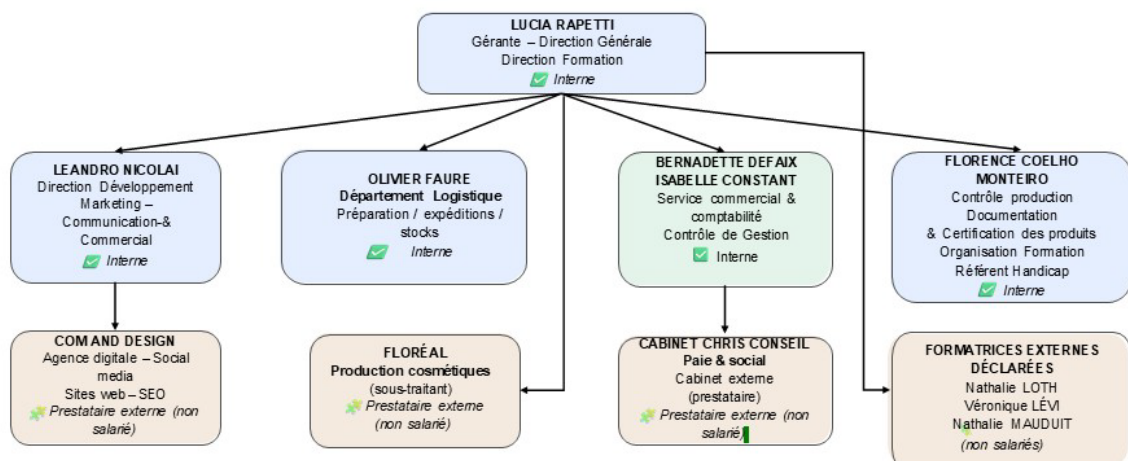 LUCIA RAPETTI
Gérante – Direction Générale
Direction Formation
Interne
LEANDRO NICOLAI
Direction Développement
Marketing –
Communication-&
Commercial
Interne
OLIVIER FAURE
Département Logistique
Préparation / expéditions /
stocks
Interne
BERNADETTE DEFAIX
ISABELLE CONSTANT
Service commercial &
comptabilité
Contrôle de Gestion
Interne
FLORENCE COELHO
MONTEIRO
Contrôle production
Documentation
& Certification des produits
Organisation Formation
Référent Handicap
Interne
COM AND DESIGN
Agence digitale – Social
media
Sites web – SEO
Prestataire externe (non
salarié)
FLORÉAL
Production cosmétiques
(sous-traitant)
Prestataire externe
(non salarié)
CABINET CHRIS CONSEIL
Paie & social
Cabinet externe
(prestataire)
Prestataire externe (non
salarié)
FORMATRICES EXTERNES
DÉCLARÉES
Nathalie LOTH
Véronique LÉVI
Nathalie MAUDUIT
(non salariés)